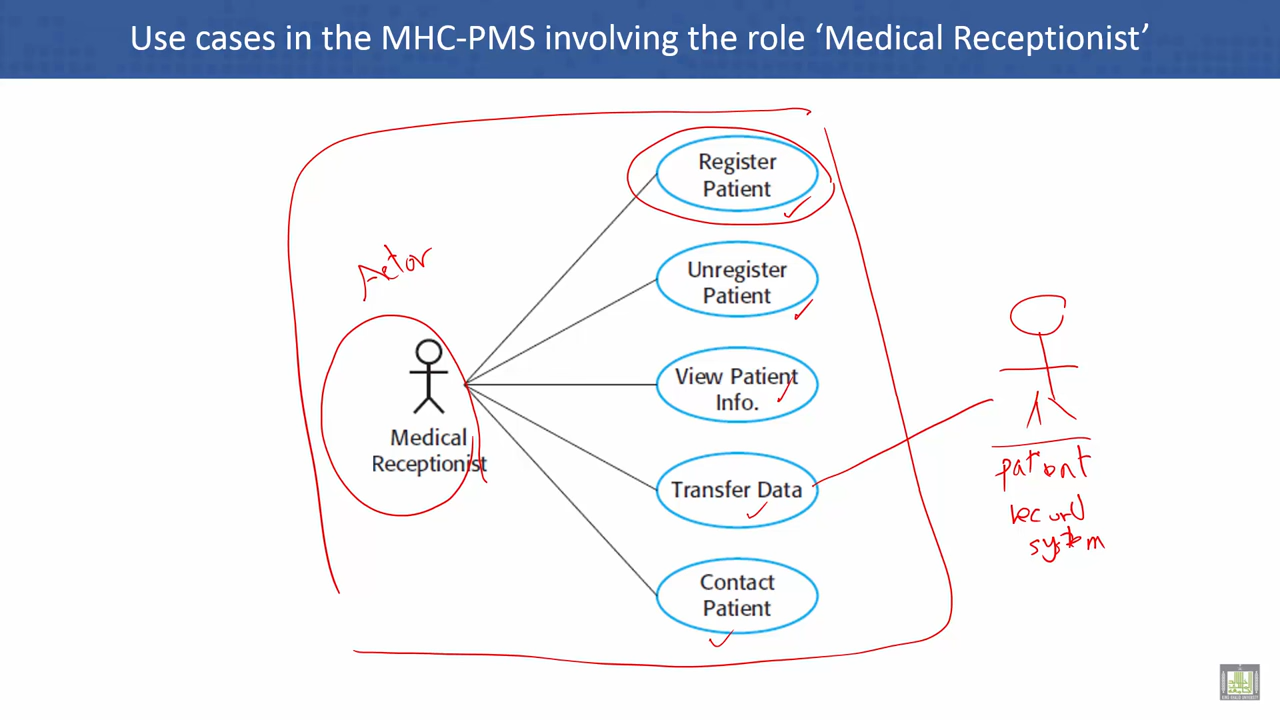 Use cases in the MHC-PMS involving the role ‘Medical Receptionist’
Register
Patient
Actor
Unregister
Patient
View Patient
Info.
Medical
Receptionist
Transfer Data
patient
record
system
Contact
Patient